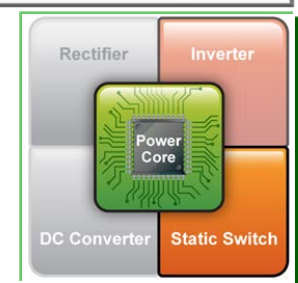 Rectifier
Inverter
Power
Core
DC Converter
Static Switch